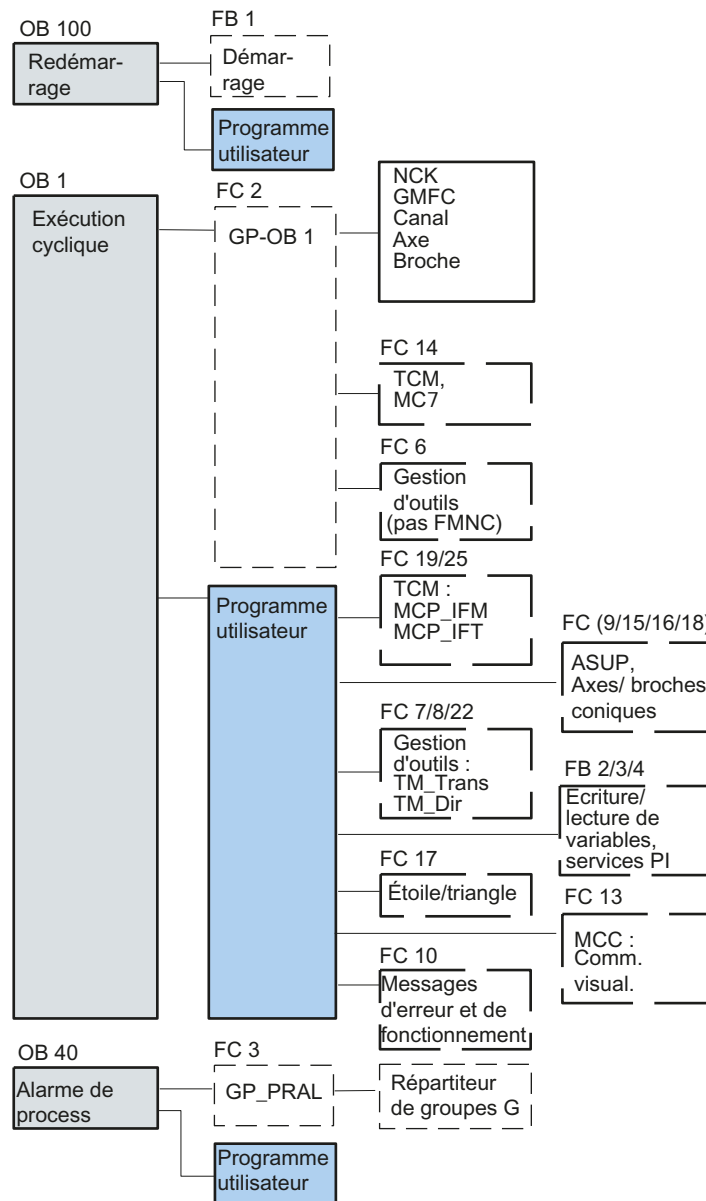 OB 100
Redémar-
rage
FB 1
Démar-
rage
Programme
utilisateur
OB 1
Exécution
cyclique
FC 2
GP-OB 1
NCK
GMFC
Canal
Axe
Broche
FC 14
TCM,
MC7
FC 6
Gestion
d'outils
(pas FMNC)
Programme
utilisateur
FC 19/25
TCM :
MCP_IFM
MCP_IFT
FC (9/15/16/18)
ASUP,
Axes/ broches
coniques
FC 7/8/22
Gestion
d'outils :
TM_Trans
TM_Dir
FB 2/3/4
Ecriture/
lecture de
variables,
services PI
FC 17
Étoile/triangle
FC 13
MCC :
Comm.
visual.
FC 10
Messages
d'erreur et de
fonctionnement
OB 40
Alarme de
process
FC 3
GP_PRAL
Répartiteur
de groupes G
Programme
utilisateur